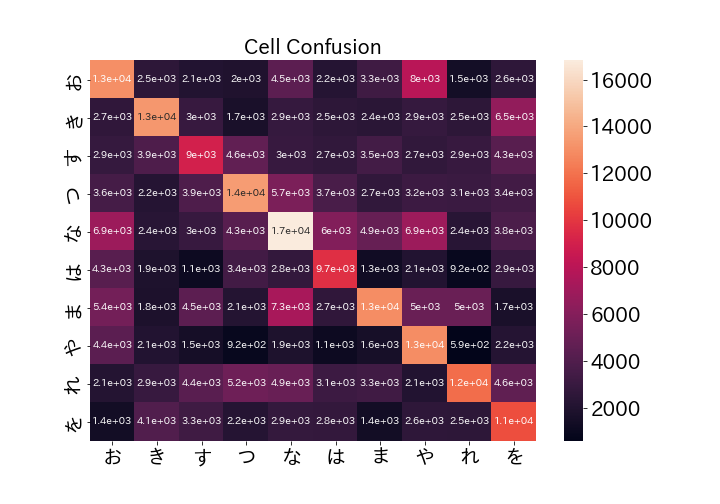 Cell Confusion
お 1.3e+04 2.5e+03 2.1e+03 2e+03 4.5e+03 2.2e+03 3.3e+03 8e+03 1.5e+03 2.6e+03
き 2.7e+03 1.3e+04 3e+03 1.7e+03 2.9e+03 2.5e+03 2.4e+03 2.9e+03 2.5e+03 6.5e+03
す 2.9e+03 3.9e+03 9e+03 4.6e+03 3e+03 2.7e+03 3.5e+03 2.7e+03 2.9e+03 4.3e+03
つ 3.6e+03 2.2e+03 3.9e+03 1.4e+04 5.7e+03 3.7e+03 2.7e+03 3.2e+03 3.1e+03 3.4e+03
な 6.9e+03 2.4e+03 3e+03 4.3e+03 1.7e+04 6e+03 4.9e+03 6.9e+03 2.4e+03 3.8e+03
は 4.3e+03 1.9e+03 1.1e+03 3.4e+03 2.8e+03 9.7e+03 1.3e+03 2.1e+03 9.2e+02 2.9e+03
ま 5.4e+03 1.8e+03 4.5e+03 2.1e+03 7.3e+03 2.7e+03 1.3e+04 5e+03 5e+03 1.7e+03
や 4.4e+03 2.1e+03 1.5e+03 9.2e+02 1.9e+03 1.1e+03 1.6e+03 1.3e+04 5.9e+02 2.2e+03
れ 2.1e+03 2.9e+03 4.4e+03 5.2e+03 4.9e+03 3.1e+03 3.3e+03 2.1e+03 1.2e+04 4.6e+03
を 1.4e+03 4.1e+03 3.3e+03 2.2e+03 2.9e+03 2.8e+03 1.4e+03 2.6e+03 2.5e+03 1.1e+04
お き す つ な は ま や れ を
16000
14000
12000
10000
8000
6000
4000
2000